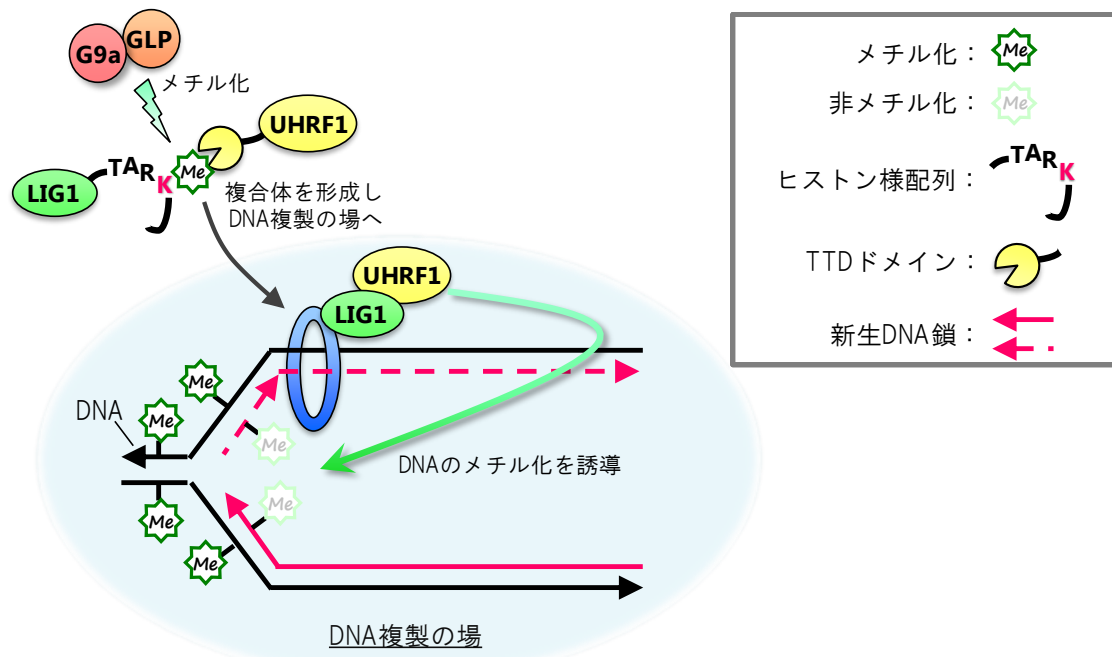 G9a
GLP
メチル化
UHRF1
Me
TARK
LIG1
複合体を形成し
DNA複製の場へ
UHRF1
LIG1
Me
Me
DNA
Me
DNAのメチル化を誘導
Me
Me
Me
Me
DNA複製の場
メチル化： Me
非メチル化： Me
ヒストン様配列： TARK
TTDドメイン：
新生DNA鎖：